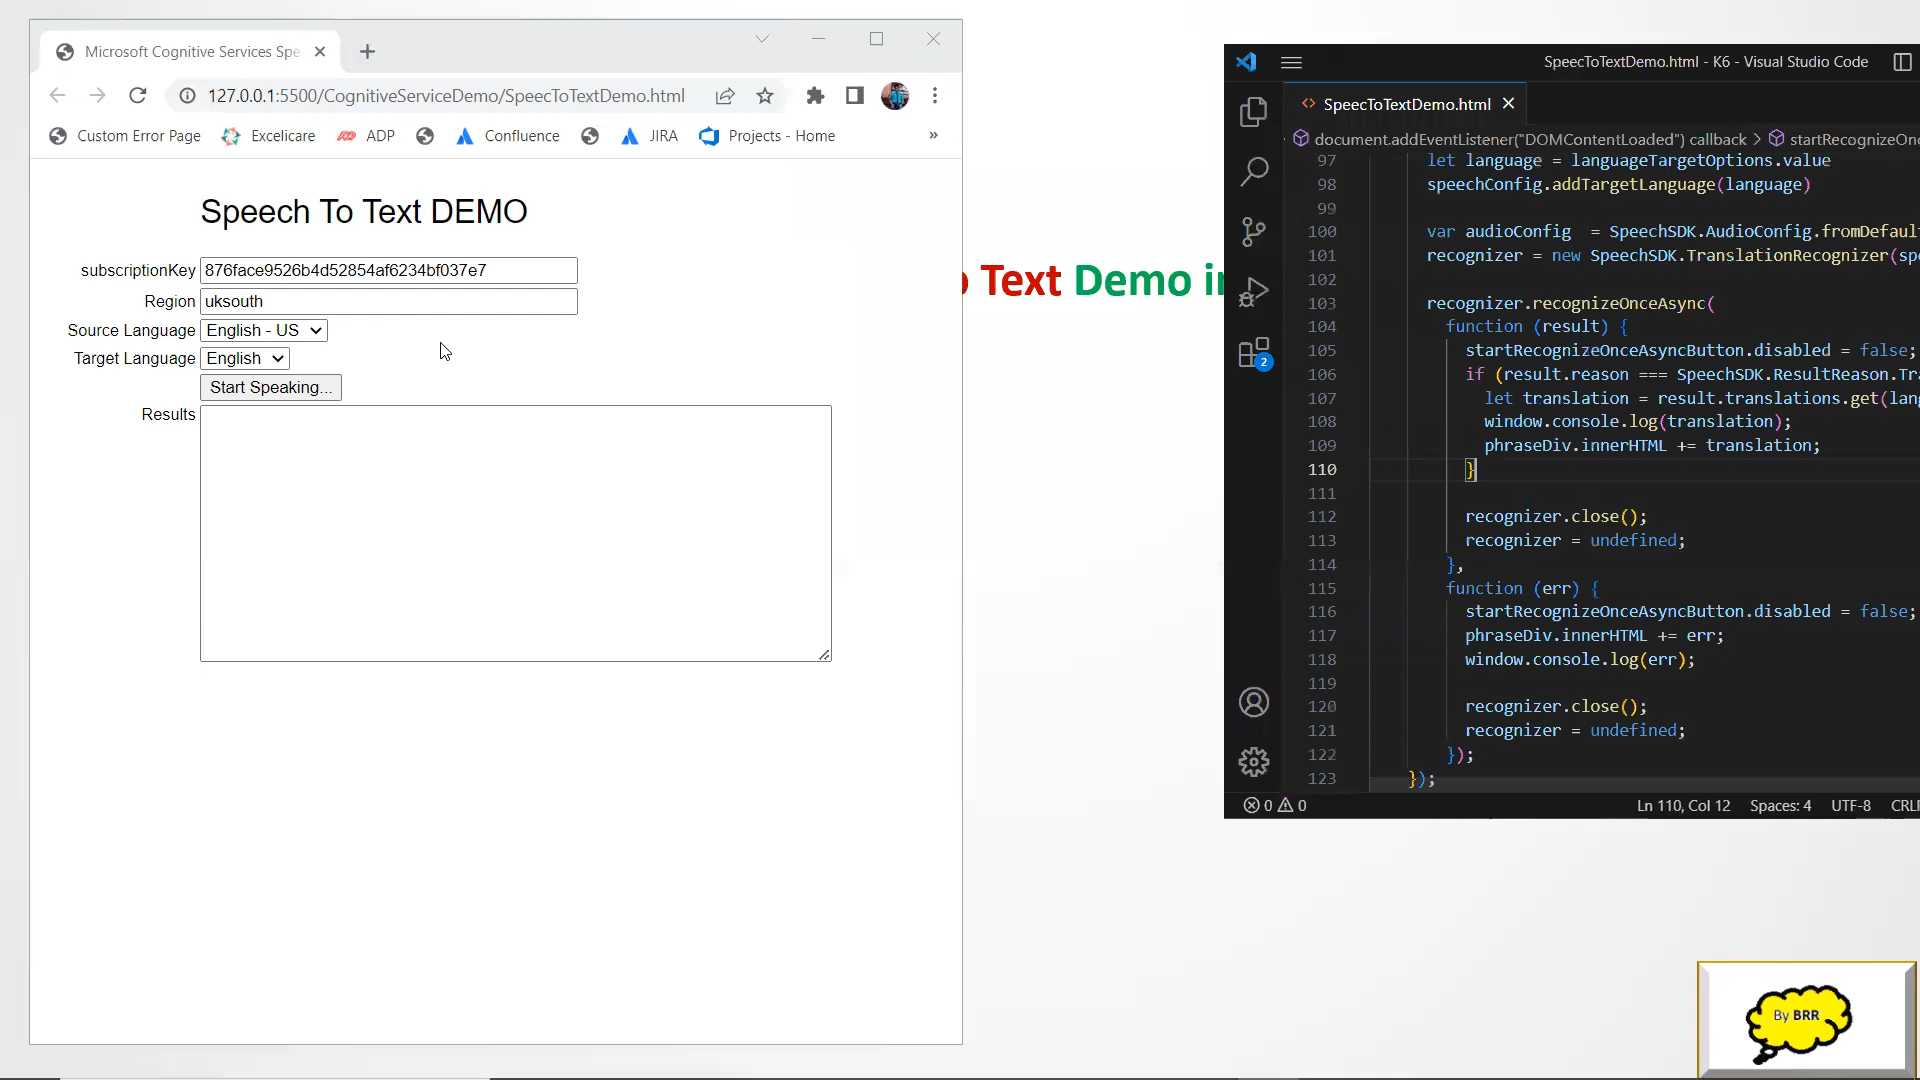 Microsoft Cognitive Services Spe
127.0.0.1:5500/CognitiveServiceDemo/SpeecToTextDemo.html
Custom Error Page
Excelicare
ADP
Confluence
JIRA
Projects - Home
»
Speech To Text DEMO
subscriptionKey 876face9526b4d52854af6234bf037e7
Region uksouth
Source Language English - US
Target Language English
Start Speaking...
Results
Text Demo in
SpeecToTextDemo.html - K6 - Visual Studio Code
SpeecToTextDemo.html
document.addEventListener("DOMContentLoaded") callback > startRecognizeOnc
97 let language = languageTargetOptions.value
98 speechConfig.addTargetLanguage(language)
99
100 var audioConfig  = SpeechSDK.AudioConfig.fromDefaul
101 recognizer = new SpeechSDK.TranslationRecognizer(spe
102
103 recognizer.recognizeOnceAsync(
104 function (result) {
105 startRecognizeOnceAsyncButton.disabled = false;
106 if (result.reason === SpeechSDK.ResultReason.Tra
107 let translation = result.translations.get(lang
108 window.console.log(translation);
109 phraseDiv.innerHTML += translation;
110 }
111
112 recognizer.close();
113 recognizer = undefined;
114 },
115 function (err) {
116 startRecognizeOnceAsyncButton.disabled = false;
117 phraseDiv.innerHTML += err;
118 window.console.log(err);
119
120 recognizer.close();
121 recognizer = undefined;
122 });
123 });
2
0 0
Ln 110, Col 12
Spaces: 4
UTF-8
CRLF
By BRR